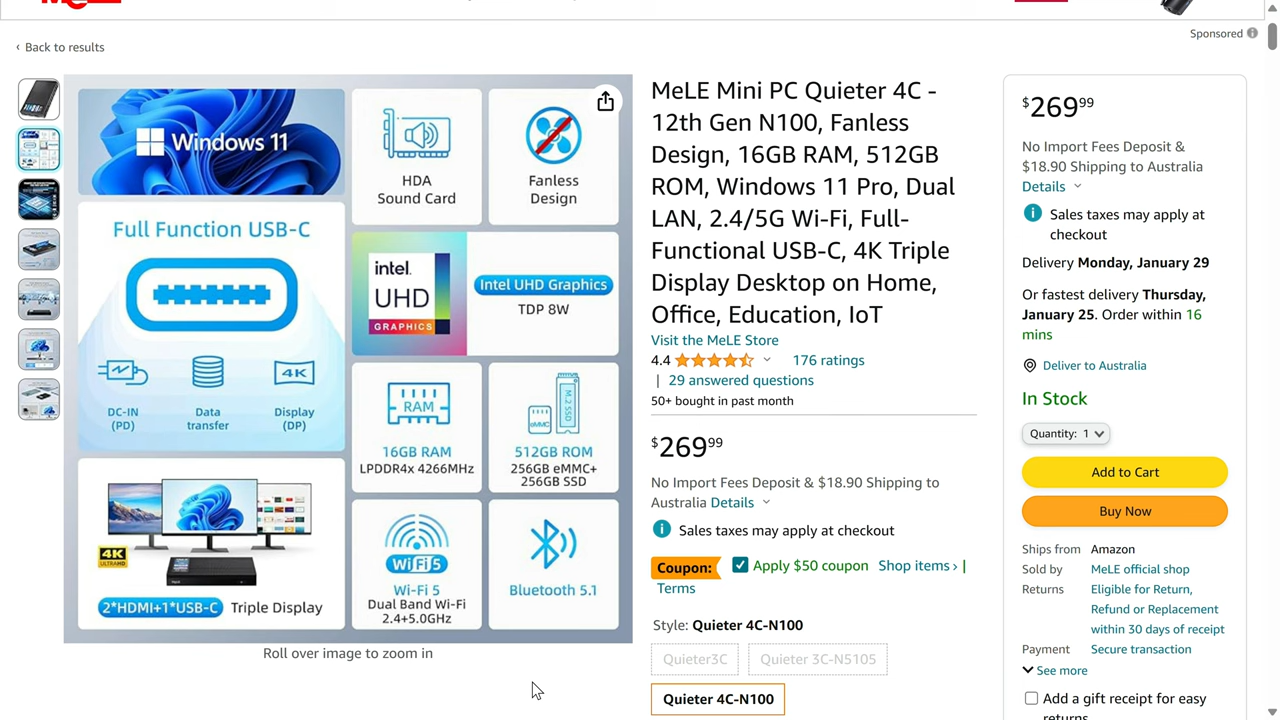 Sponsored
‹ Back to results
Windows 11
HDA
Sound Card
Fanless
Design
Full Function USB-C
DC-IN
(PD)
Data
transfer
4K
Display
(DP)
intel.
UHD
GRAPHICS
Intel UHD Graphics
TDP 8W
RAM
16GB RAM
LPDDR4x 4266MHz
eMMC
M.2 SSD
512GB ROM
256GB eMMC+
256GB SSD
4K
ULTRAHD
2*HDMI+1*USB-C Triple Display
WiFi5
Wi-Fi 5
Dual Band Wi-Fi
2.4+5.0GHz
Bluetooth 5.1
Roll over image to zoom in
MeLE Mini PC Quieter 4C -
12th Gen N100, Fanless
Design, 16GB RAM, 512GB
ROM, Windows 11 Pro, Dual
LAN, 2.4/5G Wi-Fi, Full-
Functional USB-C, 4K Triple
Display Desktop on Home,
Office, Education, IoT
Visit the MeLE Store
4.4 176 ratings
| 29 answered questions
50+ bought in past month
$269 99
No Import Fees Deposit & $18.90 Shipping to
Australia Details
Sales taxes may apply at checkout
Coupon: Apply $50 coupon Shop items › |
Terms
Style: Quieter 4C-N100
Quieter3C Quieter 3C-N5105
Quieter 4C-N100
$269 99
No Import Fees Deposit &
$18.90 Shipping to Australia
Details
Sales taxes may apply at
checkout
Delivery Monday, January 29
Or fastest delivery Thursday,
January 25. Order within 16
mins
Deliver to Australia
In Stock
Quantity: 1
Add to Cart
Buy Now
Ships from Amazon
Sold by MeLE official shop
Returns Eligible for Return,
Refund or Replacement
within 30 days of receipt
Payment Secure transaction
See more
Add a gift receipt for easy
returns